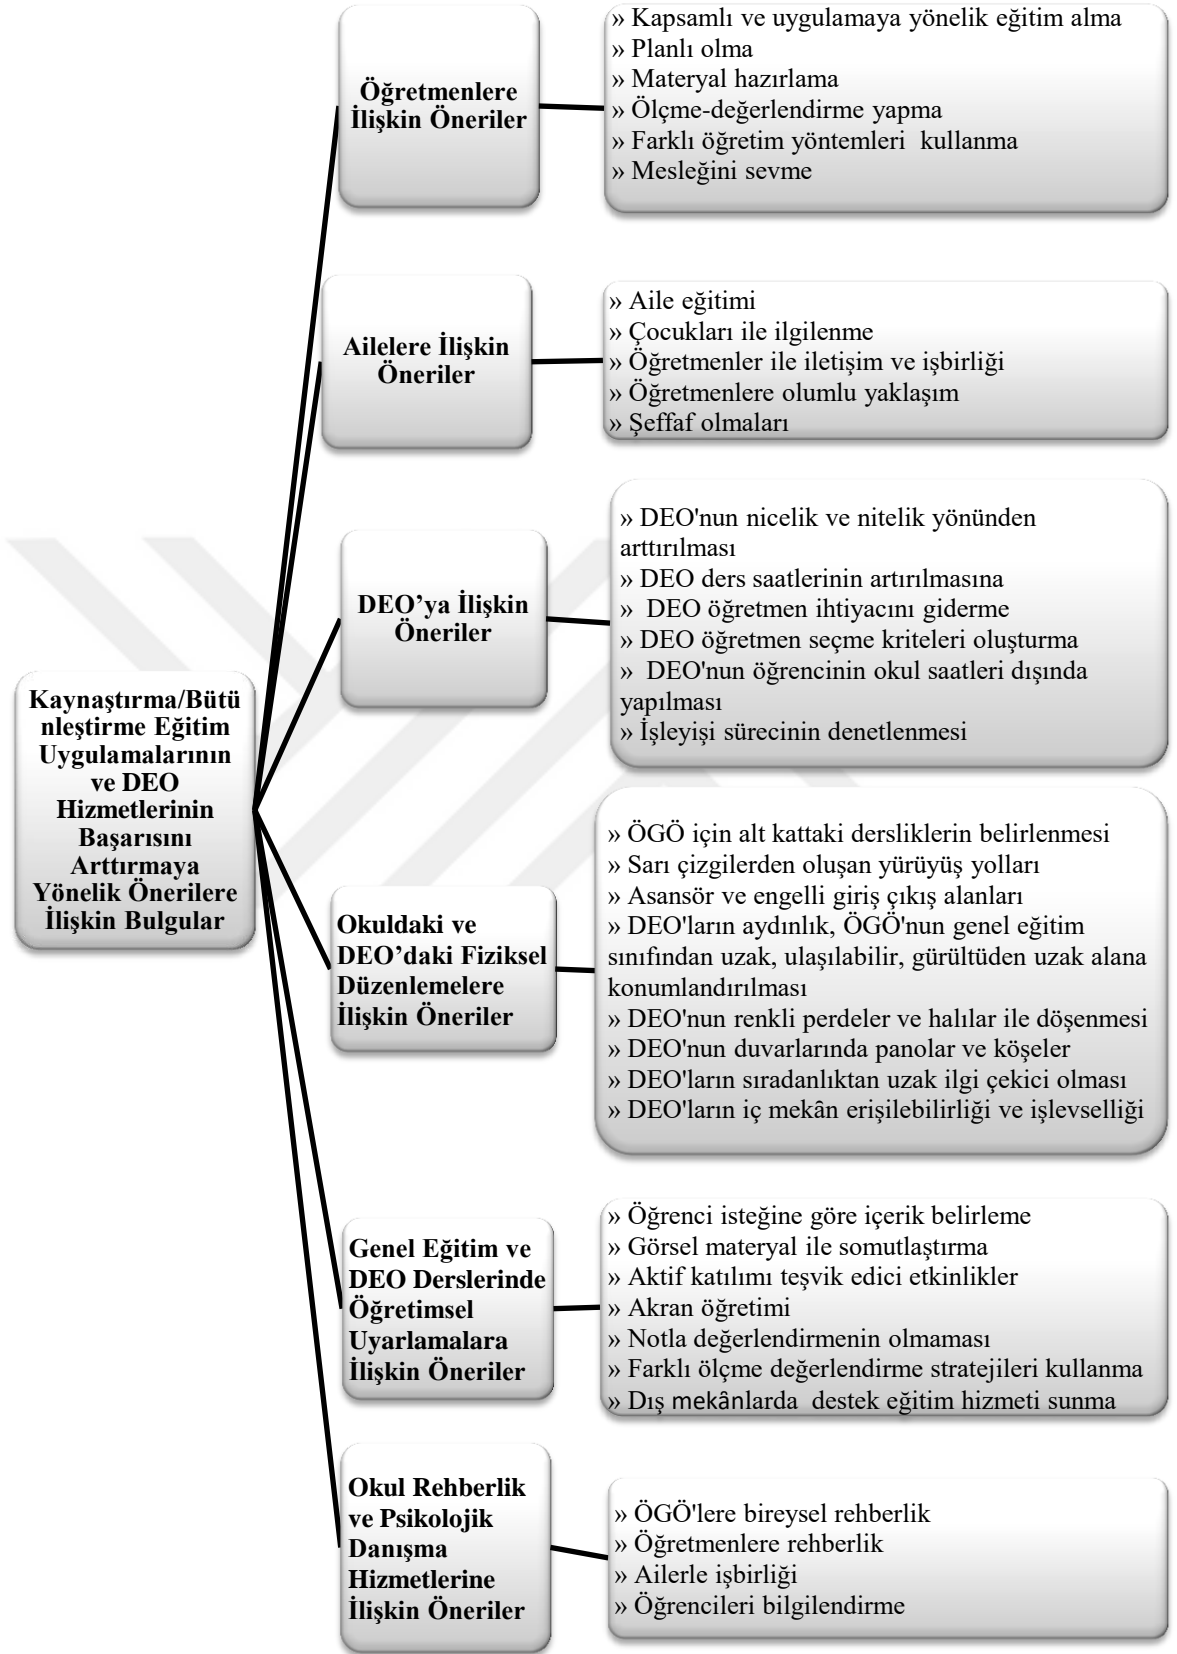 Kaynaştırma/Bütü
nleştirme Eğitim
Uygulamalarının
ve DEO
Hizmetlerinin
Başarısını
Arttırmaya
Yönelik Önerilere
İlişkin Bulgular
Öğretmenlere
İlişkin Öneriler
» Kapsamlı ve uygulamaya yönelik eğitim alma
» Planlı olma
» Materyal hazırlama
» Ölçme-değerlendirme yapma
» Farklı öğretim yöntemleri kullanma
» Mesleğini sevme
Ailelere İlişkin
Öneriler
» Aile eğitimi
» Çocukları ile ilgilenme
» Öğretmenler ile iletişim ve işbirliği
» Öğretmenlere olumlu yaklaşım
» Şeffaf olmaları
DEO’ya İlişkin
Öneriler
» DEO'nun nicelik ve nitelik yönünden
arttırılması
» DEO ders saatlerinin artırılmasına
» DEO öğretmen ihtiyacını giderme
» DEO öğretmen seçme kriteleri oluşturma
» DEO'nun öğrencinin okul saatleri dışında
yapılması
» İşleyişi sürecinin denetlenmesi
Okuldaki ve
DEO’daki Fiziksel
Düzenlemelere
İlişkin Öneriler
» ÖGÖ için alt kattaki dersliklerin belirlenmesi
» Sarı çizgilerden oluşan yürüyüş yolları
» Asansör ve engelli giriş çıkış alanları
» DEO'ların aydınlık, ÖGÖ'nun genel eğitim
sınıfından uzak, ulaşılabilir, gürültüden uzak alana
konumlandırılması
» DEO'nun renkli perdeler ve halılar ile döşenmesi
» DEO'nun duvarlarında panolar ve köşeler
» DEO'ların sıradanlıktan uzak ilgi çekici olması
» DEO'ların iç mekân erişilebilirliği ve işlevselliği
Genel Eğitim ve
DEO Derslerinde
Öğretimsel
Uyarlamalara
İlişkin Öneriler
» Öğrenci isteğine göre içerik belirleme
» Görsel materyal ile somutlaştırma
» Aktif katılımı teşvik edici etkinlikler
» Akran öğretimi
» Notla değerlendirmenin olmaması
» Farklı ölçme değerlendirme stratejileri kullanma
» Dış mekânlarda destek eğitim hizmeti sunma
Okul Rehberlik
ve Psikolojik
Danışma
Hizmetlerine
İlişkin Öneriler
» ÖGÖ'lere bireysel rehberlik
» Öğretmenlere rehberlik
» Ailerle işbirliği
» Öğrencileri bilgilendirme